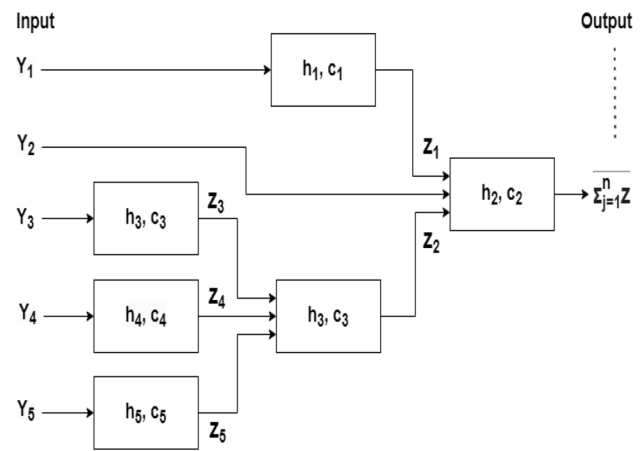 Input
Output
Y₁
h₁, c₁
Y₂
Z₁
h₂, c₂
Σⁿⱼ₌₁Z
Z₃
Y₃
h₃, c₃
Z₂
Z₄
Y₄
h₄, c₄
h₃, c₃
Y₅
h₅, c₅
Z₅